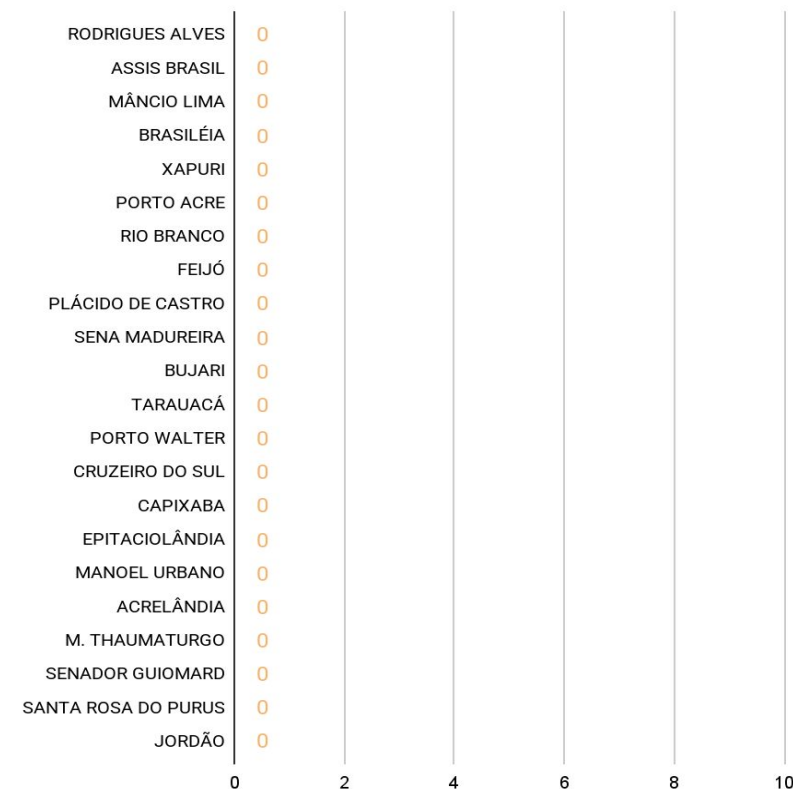 RODRIGUES ALVES 0
ASSIS BRASIL 0
MÂNCIO LIMA 0
BRASILÉIA 0
XAPURI 0
PORTO ACRE 0
RIO BRANCO 0
FEIJÓ 0
PLÁCIDO DE CASTRO 0
SENA MADUREIRA 0
BUJARI 0
TARAUACÁ 0
PORTO WALTER 0
CRUZEIRO DO SUL 0
CAPIXABA 0
EPITACIOLÂNDIA 0
MANOEL URBANO 0
ACRELÂNDIA 0
M. THAUMATURGO 0
SENADOR GUIOMARD 0
SANTA ROSA DO PURUS 0
JORDÃO 0
0 2 4 6 8 10